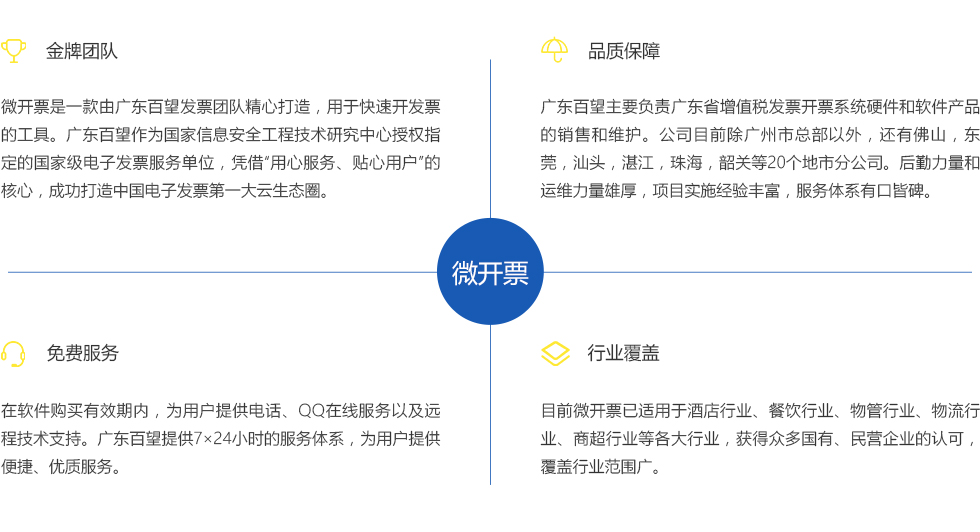 金牌团队
微开票是一款由广东百望发票团队精心打造，用于快速开发票
的工具。广东百望作为国家信息安全工程技术研究中心授权指
定的国家级电子发票服务单位，凭借“用心服务、贴心用户”的
核心，成功打造中国电子发票第一大云生态圈。
品质保障
广东百望主要负责广东省增值税发票开票系统硬件和软件产品
的销售和维护。公司目前除广州市总部以外，还有佛山，东
莞，汕头，湛江，珠海，韶关等20个地市分公司。后勤力量和
运维力量雄厚，项目实施经验丰富，服务体系有口皆碑。
微开票
免费服务
在软件购买有效期内，为用户提供电话、QQ在线服务以及远
程技术支持。广东百望提供7×24小时的服务体系，为用户提供
便捷、优质服务。
行业覆盖
目前微开票已适用于酒店行业、餐饮行业、物管行业、物流行
业、商超行业等各大行业，获得众多国有、民营企业的认可，
覆盖行业范围广。